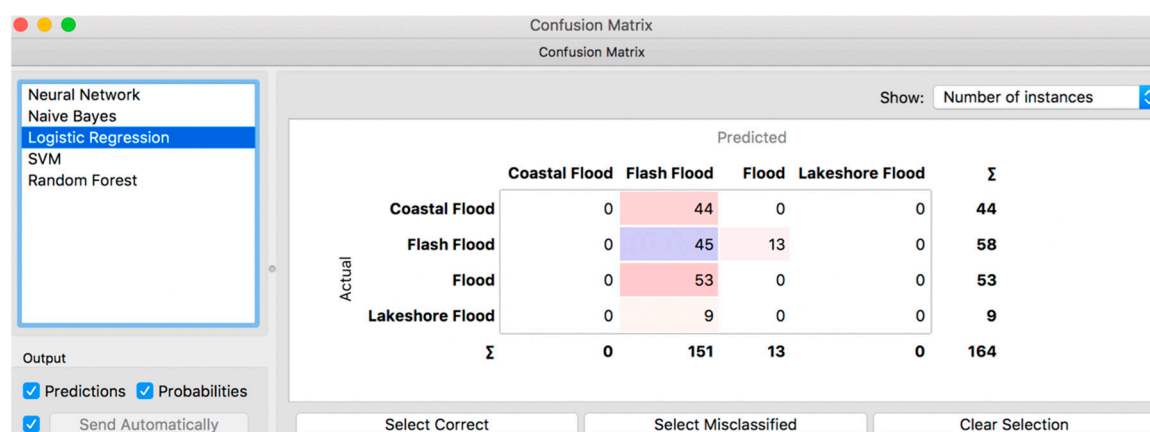 Confusion Matrix
Confusion Matrix
Neural Network
Naive Bayes
Logistic Regression
SVM
Random Forest
Output
Predictions Probabilities
Send Automatically
Show: Number of instances
Predicted
Coastal Flood Flash Flood Flood Lakeshore Flood Σ
Actual
Coastal Flood 0 44 0 0 44
Flash Flood 0 45 13 0 58
Flood 0 53 0 0 53
Lakeshore Flood 0 9 0 0 9
Σ 0 151 13 0 164
Select Correct Select Misclassified Clear Selection